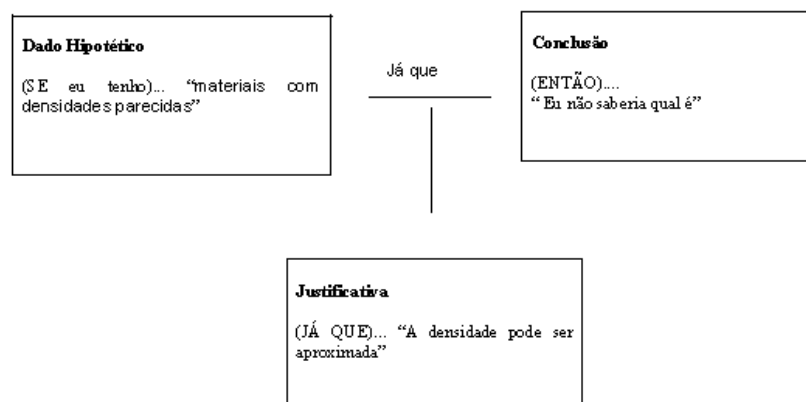 Dado Hipotético
(SE eu tenho)... “materiais com
densidades parecidas”
Já que
Conclusão
(ENTÃO)....
“ Eu não saberia qual é”
Justificativa
(JÁ QUE)... “A densidade pode ser
aproximada”